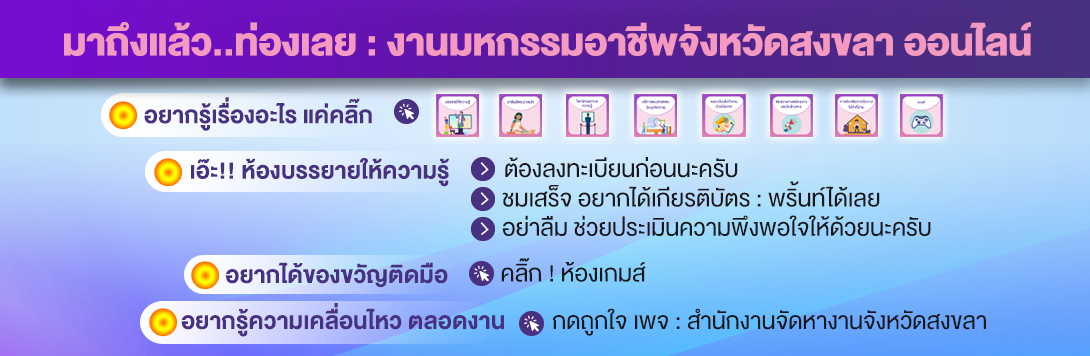 มาถึงแล้ว..ท่องเลย : งานมหกรรมอาชีพจังหวัดสงขลา ออนไลน์
อยากรู้เรื่องอะไร แค่คลิ๊ก
เอ๊ะ!! ห้องบรรยายให้ความรู้
ต้องลงทะเบียนก่อนนะครับ
ชมเสร็จ อยากได้เกียรติบัตร : พริ้นท์ได้เลย
อย่าลืม ช่วยประเมินความพึงพอใจให้ด้วยนะครับ
อยากได้ของขวัญติดมือ
คลิ๊ก ! ห้องเกมส์
อยากรู้ความเคลื่อนไหว ตลอดงาน
กดถูกใจ เพจ : สำนักงานจัดหางานจังหวัดสงขลา